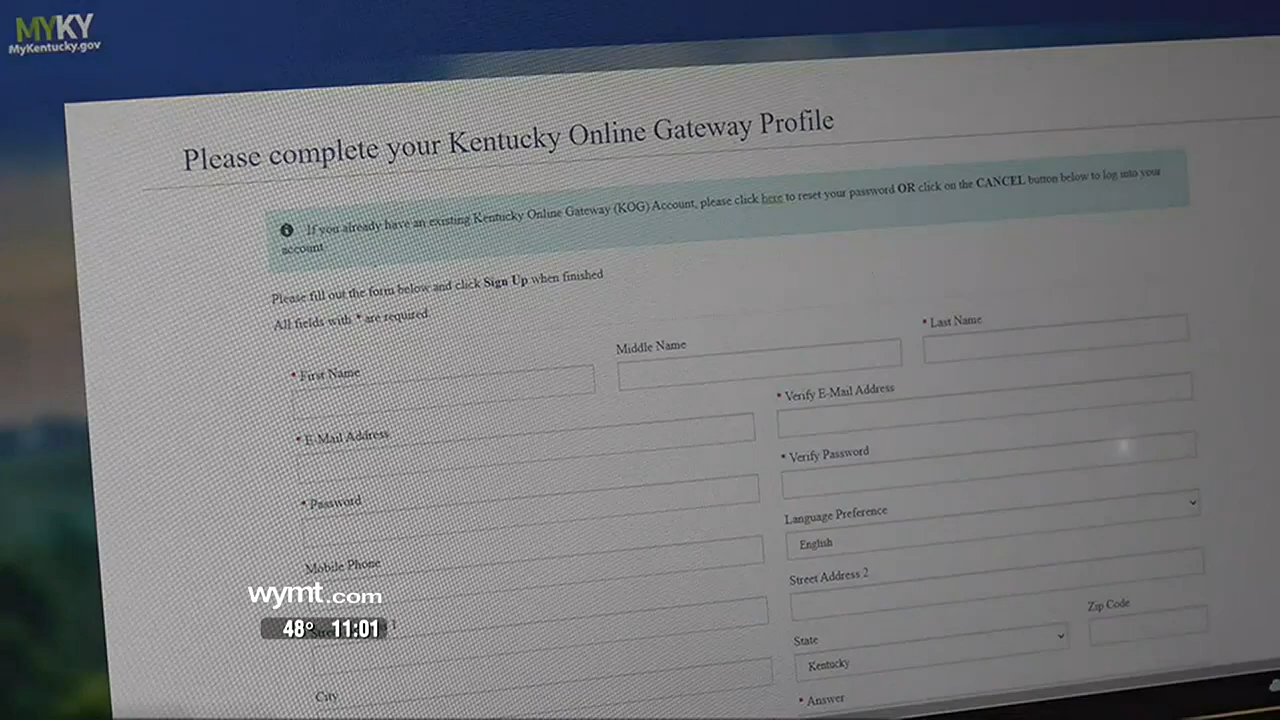 MYKY
MyKentucky.gov
Please complete your Kentucky Online Gateway Profile
If you already have an existing Kentucky Online Gateway (KOG) Account, please click here to reset your password OR click on the CANCEL button below to log into your
account
Please fill out the form below and click Sign Up when finished
All fields with * are required
* First Name
Middle Name
* Last Name
* E-Mail Address
* Verify E-Mail Address
* Password
* Verify Password
Mobile Phone
Language Preference
English
Street Address 2
City
State
Kentucky
Zip Code
* Answer
wymt.com
48° 11:01